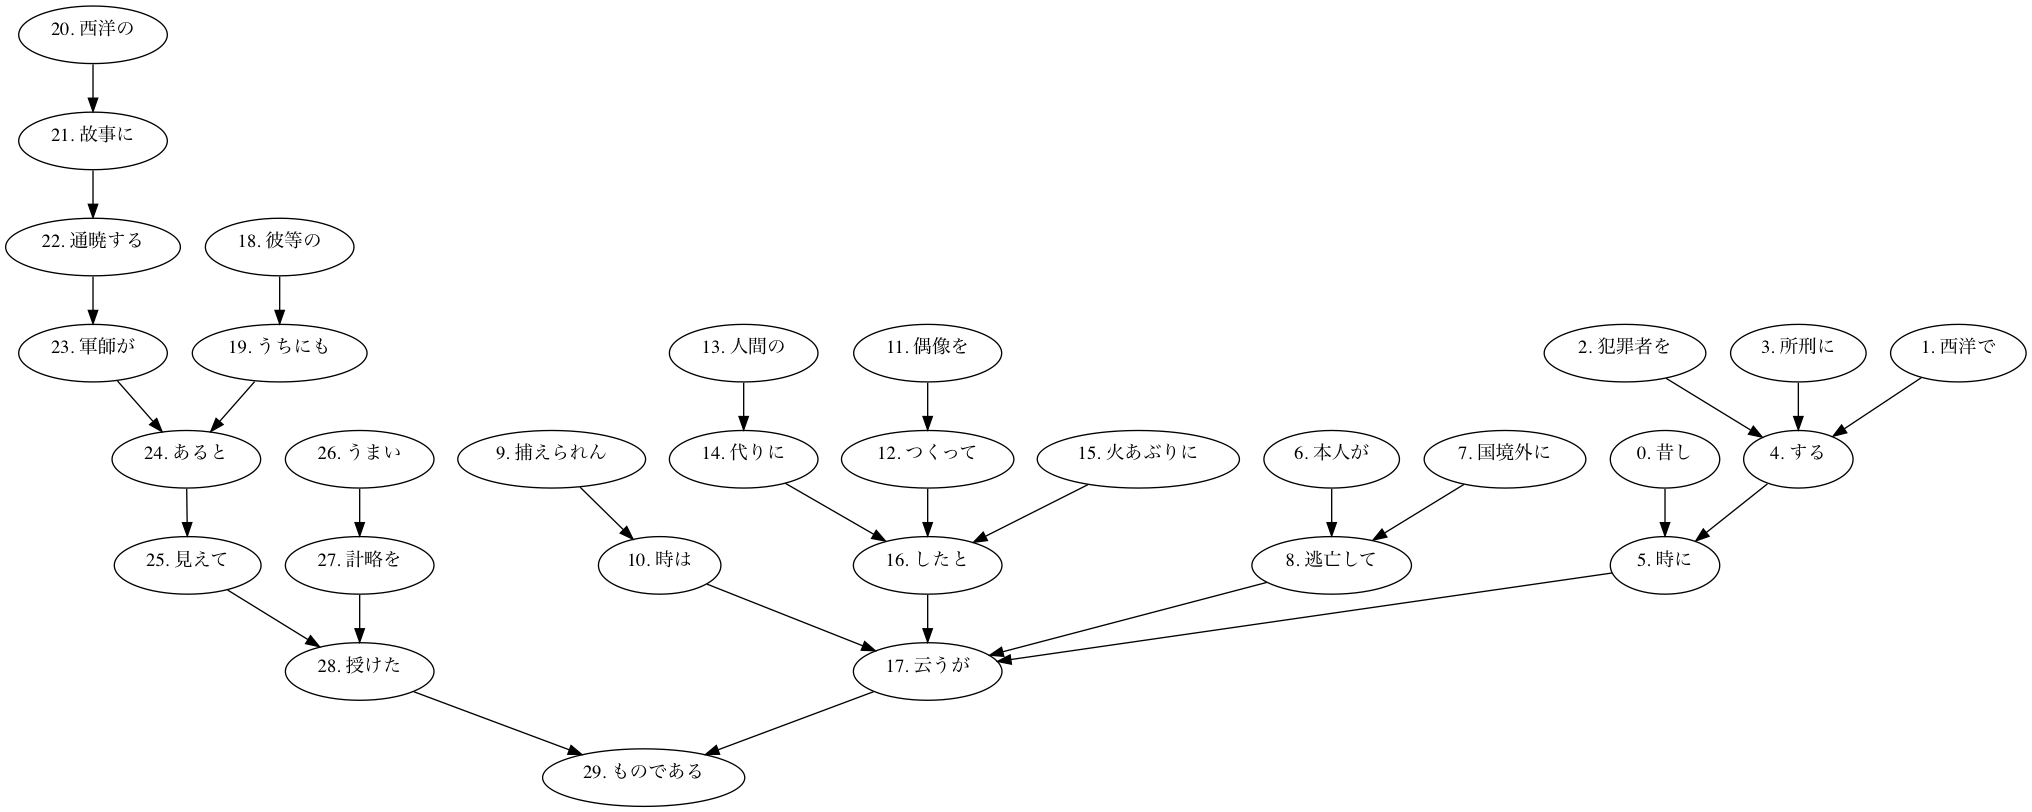 20. 西洋の
21. 故事に
22. 通暁する
18. 彼等の
23. 軍師が
19. うちにも
13. 人間の
11. 偶像を
2. 犯罪者を
3. 所刑に
1. 西洋で
24. あると
26. うまい
9. 捕えられん
14. 代りに
12. つくって
15. 火あぶりに
6. 本人が
7. 国境外に
0. 昔し
4. する
25. 見えて
27. 計略を
10. 時は
16. したと
8. 逃亡して
5. 時に
28. 授けた
17. 云うが
29. ものである